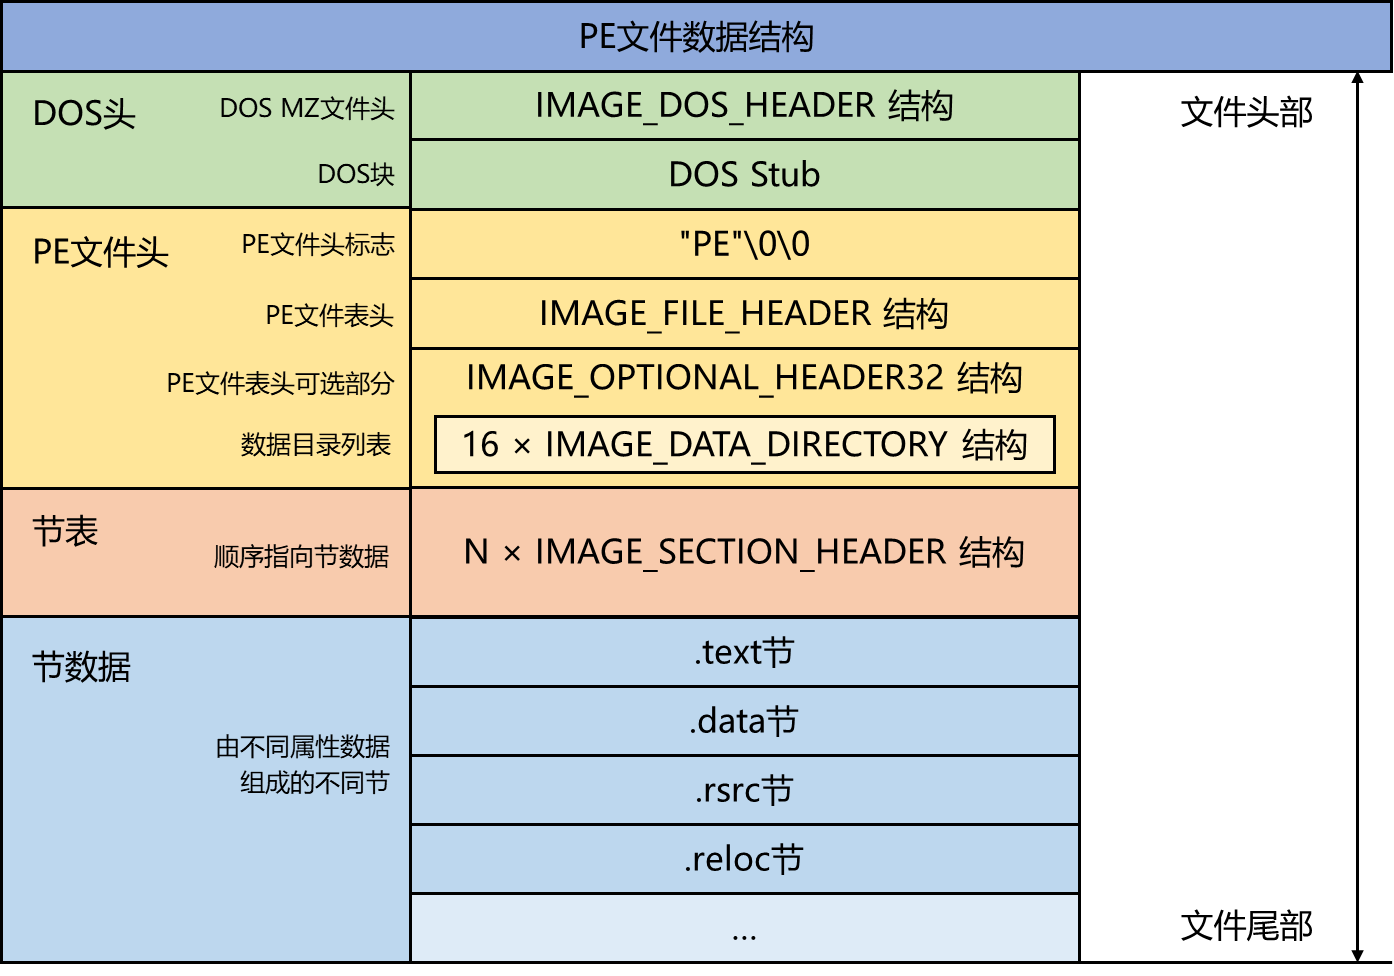 PE文件数据结构
DOS头
DOS MZ文件头
IMAGE_DOS_HEADER 结构
文件头部
DOS块
DOS Stub
PE文件头
PE文件头标志
"PE"\0\0
PE文件表头
IMAGE_FILE_HEADER 结构
PE文件表头可选部分
IMAGE_OPTIONAL_HEADER32 结构
数据目录列表
16 × IMAGE_DATA_DIRECTORY 结构
节表
顺序指向节数据
N × IMAGE_SECTION_HEADER 结构
节数据
由不同属性数据
组成的不同节
.text节
.data节
.rsrc节
.reloc节
...
文件尾部